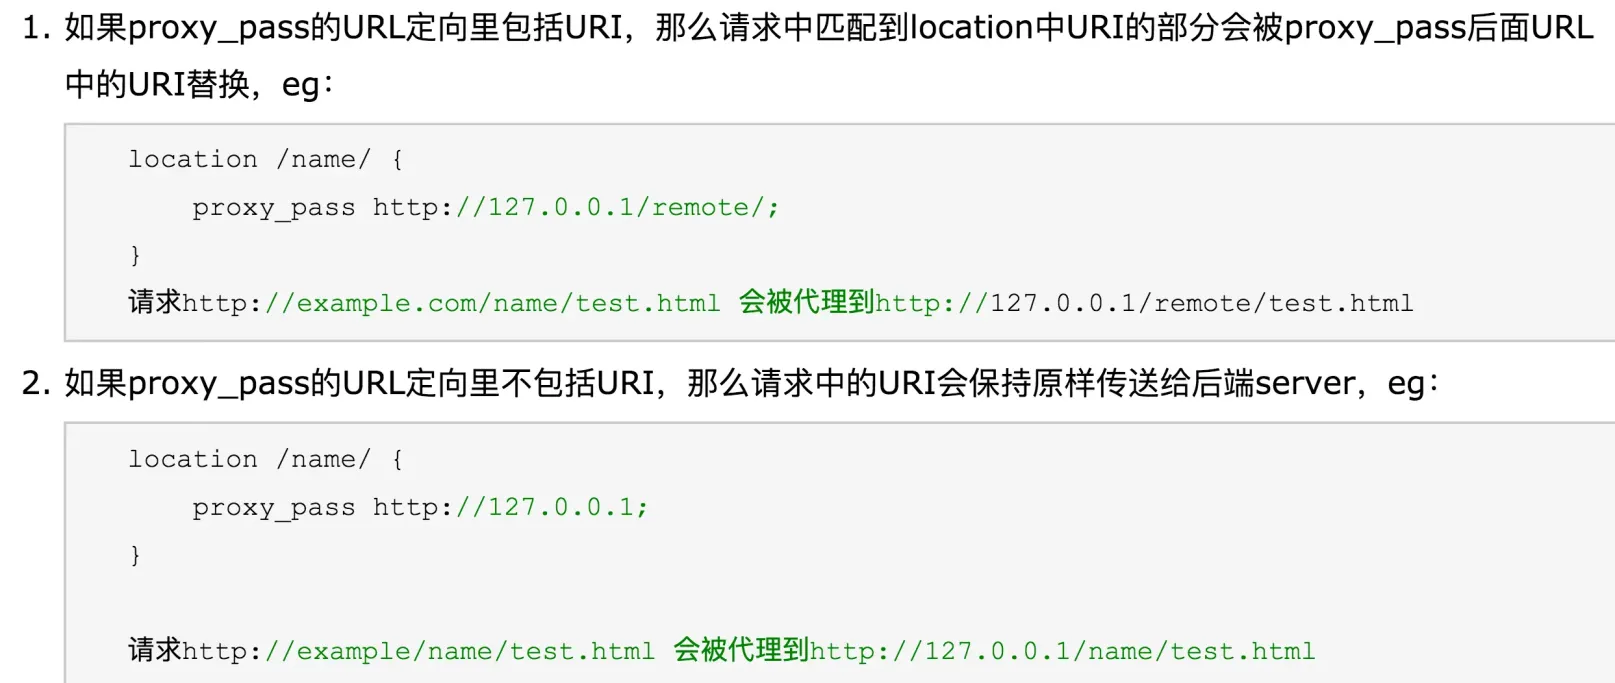 1. 如果proxy_pass的URL定向里包括URI，那么请求中匹配到location中URI的部分会被proxy_pass后面URL
中的URI替换，eg：
location /name/ {
proxy_pass http://127.0.0.1/remote/;
}
请求http://example.com/name/test.html 会被代理到http://127.0.0.1/remote/test.html
2. 如果proxy_pass的URL定向里不包括URI，那么请求中的URI会保持原样传送给后端server，eg：
location /name/ {
proxy_pass http://127.0.0.1;
}
请求http://example/name/test.html 会被代理到http://127.0.0.1/name/test.html